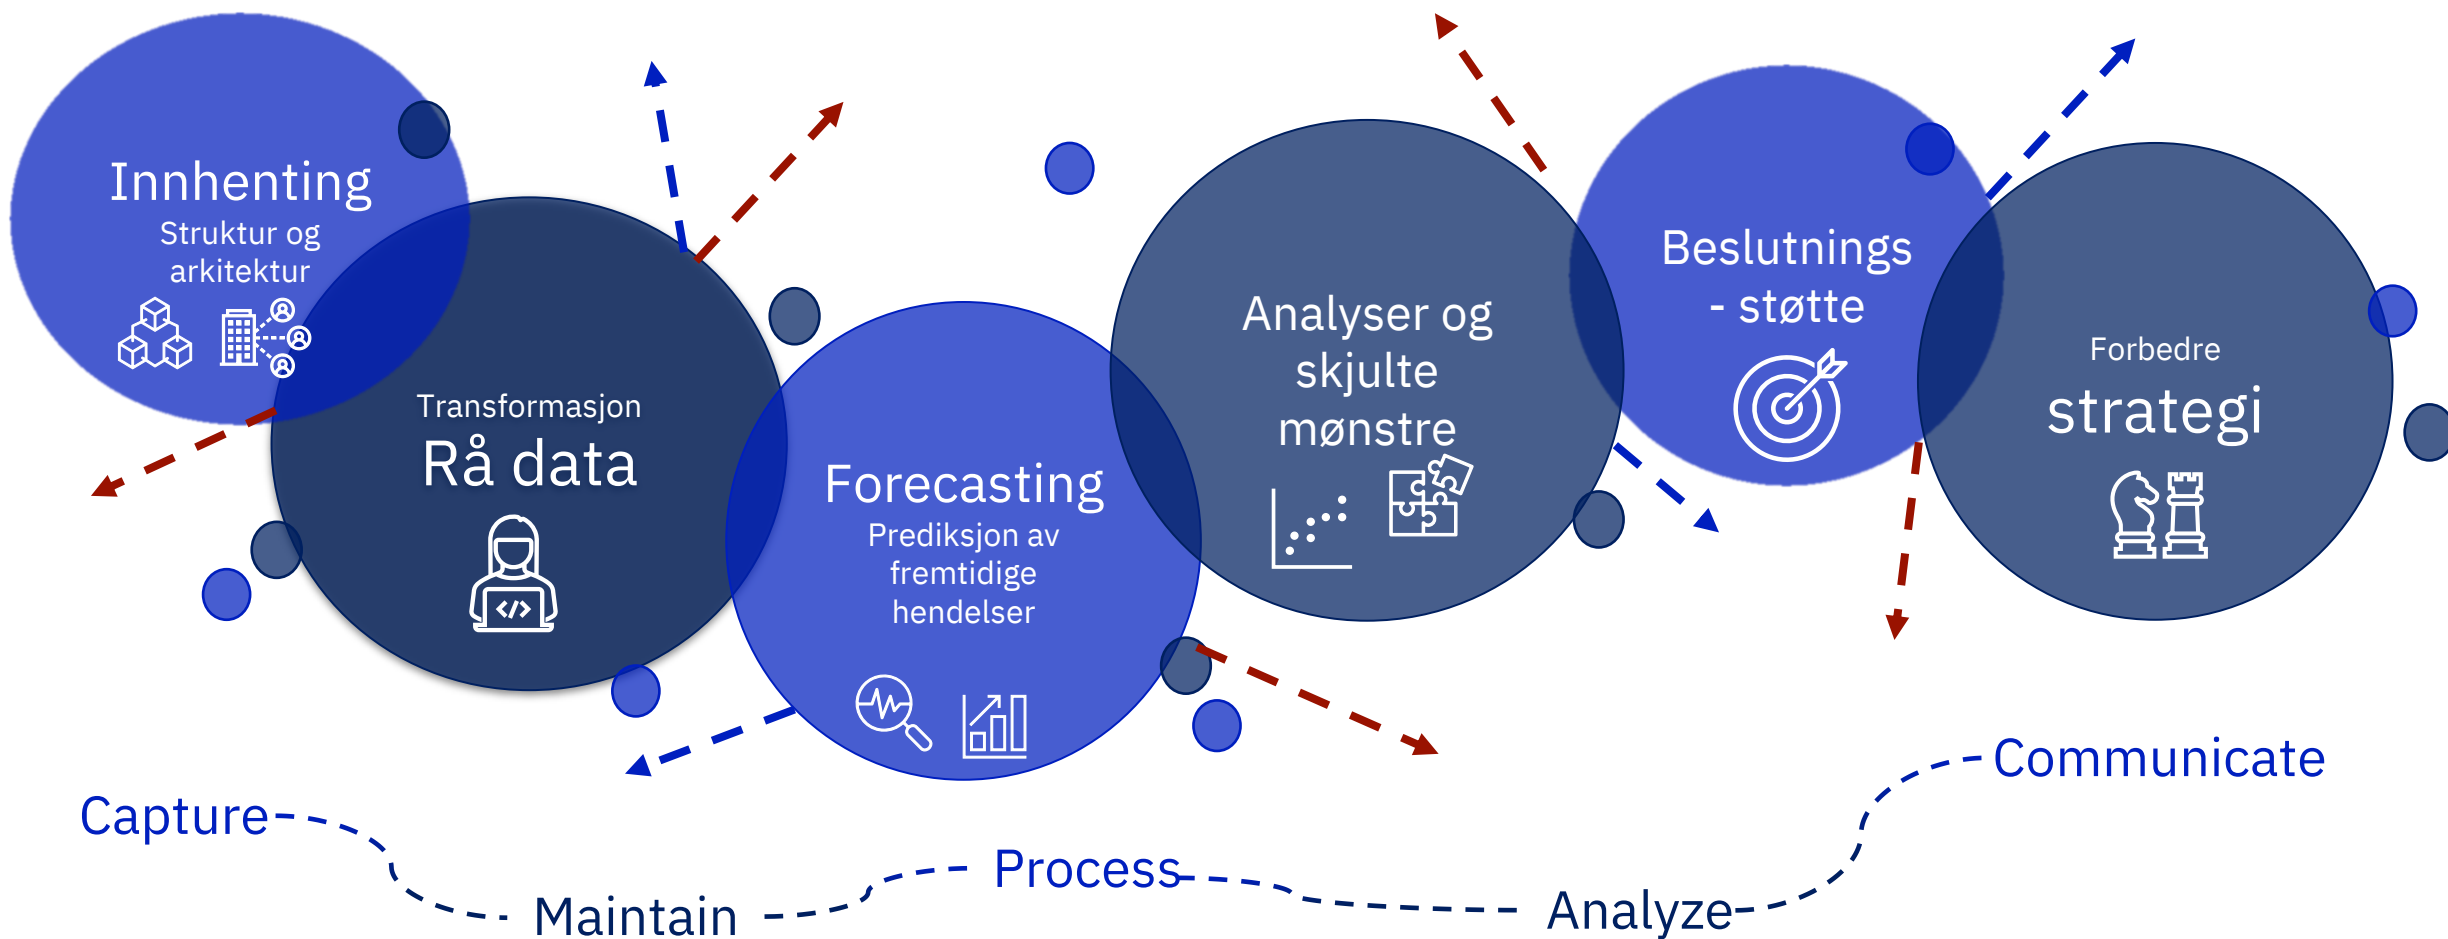 Innhenting
Struktur og
arkitektur
Transformasjon
Rå data
Forecasting
Prediksjon av
fremtidige
hendelser
Analyser og
skjulte
mønstre
Beslutnings
- støtte
Forbedre
strategi
Capture
Maintain
Process
Analyze
Communicate